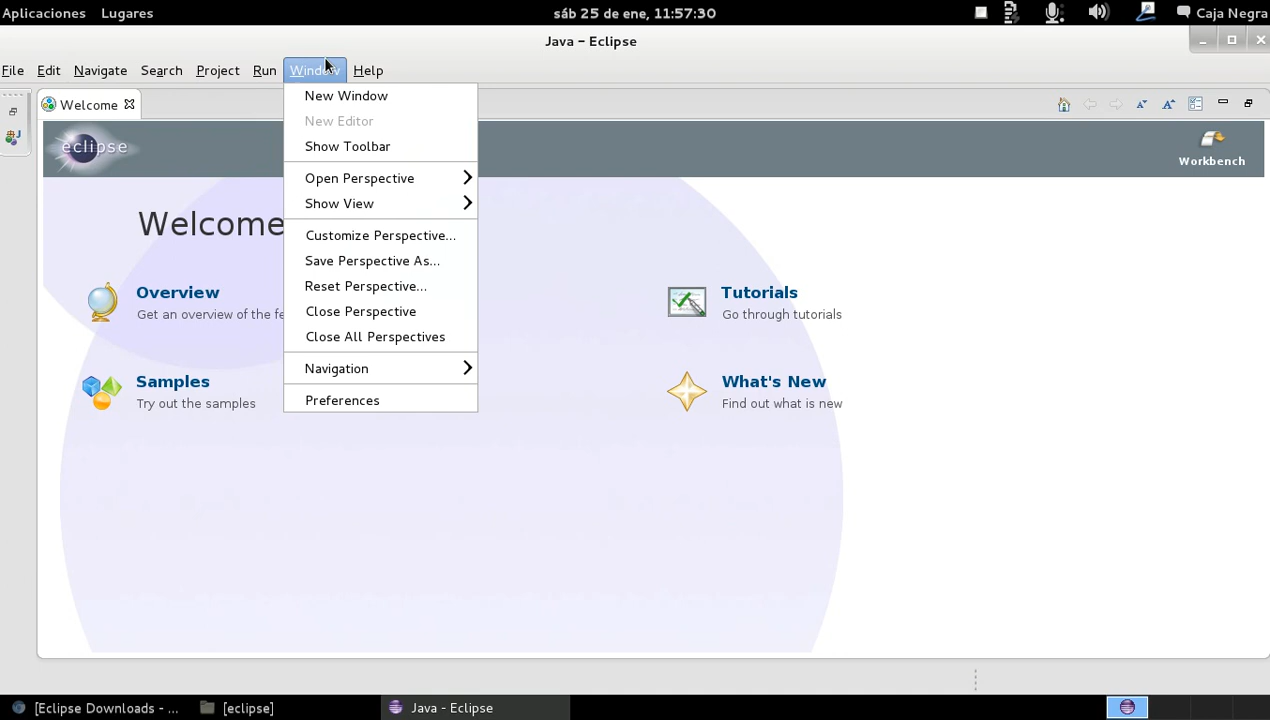 Aplicaciones Lugares sáb 25 de ene, 11:57:30 Caja Negra
Java - Eclipse
File Edit Navigate Search Project Run Window Help
Welcome
eclipse
Workbench
New Window
New Editor
Show Toolbar
Open Perspective
Show View
Customize Perspective...
Save Perspective As...
Reset Perspective...
Close Perspective
Close All Perspectives
Navigation
Preferences
Welcome
Overview
Get an overview of the fe
Tutorials
Go through tutorials
Samples
Try out the samples
What's New
Find out what is new
[Eclipse Downloads - ... [eclipse] Java - Eclipse